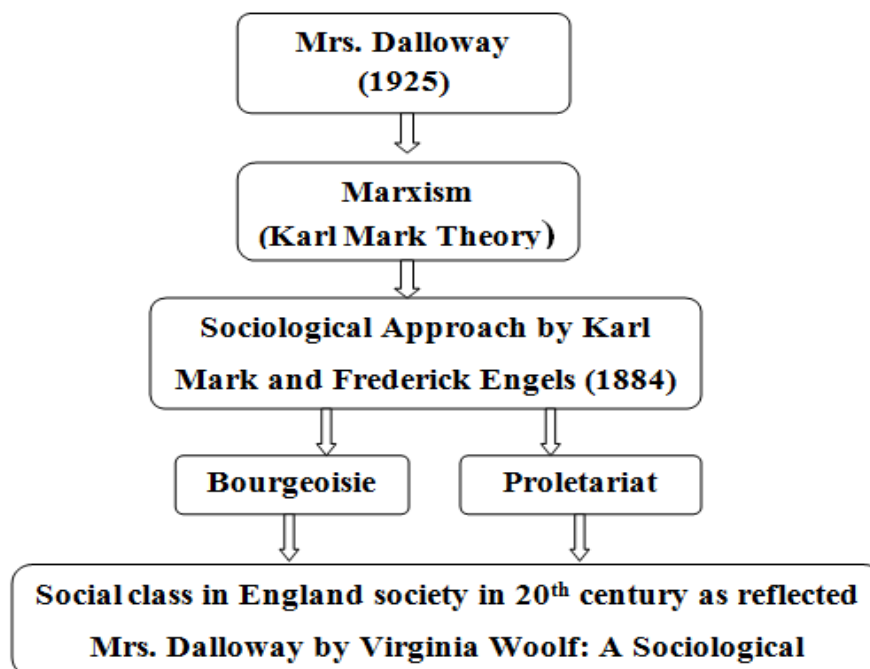 Mrs. Dalloway
(1925)
Marxism
(Karl Mark Theory)
Sociological Approach by Karl
Mark and Frederick Engels (1884)
Bourgeoisie
Proletariat
Social class in England society in 20th century as reflected
Mrs. Dalloway by Virginia Woolf: A Sociological